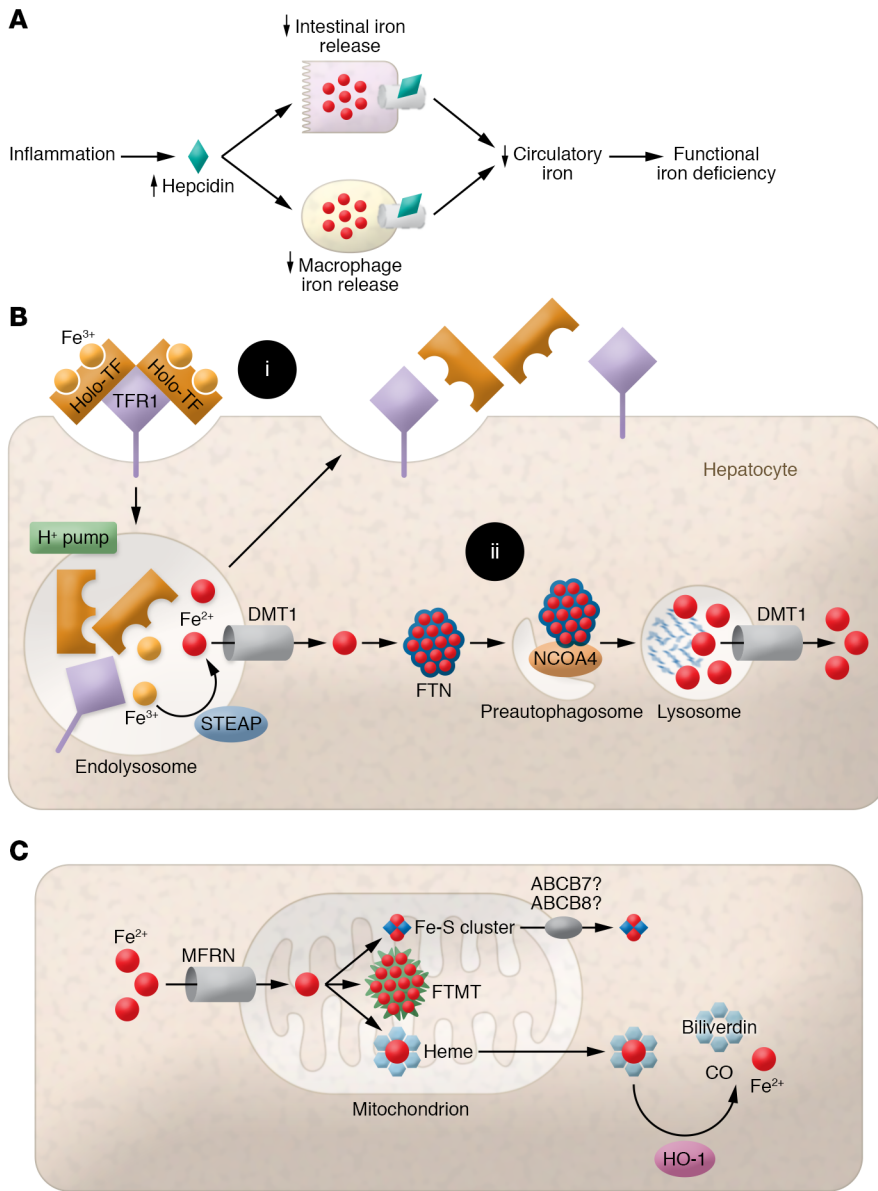 A
Intestinal iron
release
Inflammation
Hepcidin
Circulatory
iron
Functional
iron deficiency
Macrophage
iron release
B
Fe³⁺
Holo-TF
Holo-TF
TFR1
i
Hepatocyte
H⁺ pump
ii
Fe²⁺
DMT1
NCOA4
DMT1
FTN
Fe³⁺
STEAP
Preautophagosome
Lysosome
Endolysosome
C
ABCB7?
ABCB8?
Fe²⁺
MFRN
Fe-S cluster
FTMT
Heme
Biliverdin
CO
Fe²⁺
Mitochondrion
HO-1